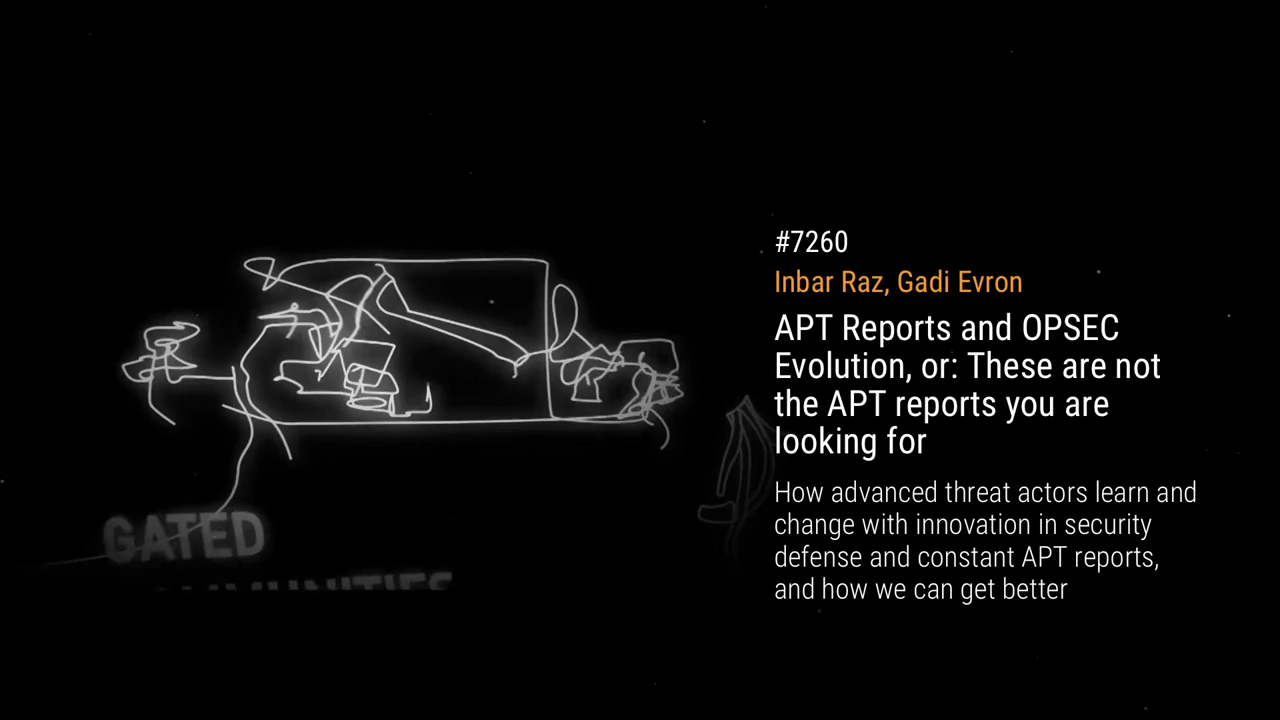 #7260
Inbar Raz, Gadi Evron
APT Reports and OPSEC
Evolution, or: These are not
the APT reports you are
looking for
How advanced threat actors learn and
change with innovation in security
defense and constant APT reports,
and how we can get better
GATED